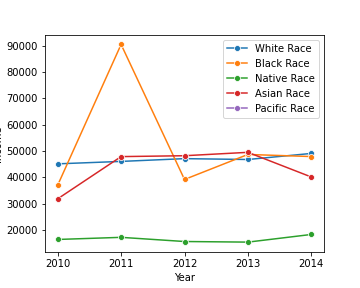 90000
80000
70000
60000
50000
40000
30000
20000
White Race
Black Race
Native Race
Asian Race
Pacific Race
2010 2011 2012 2013 2014
Year